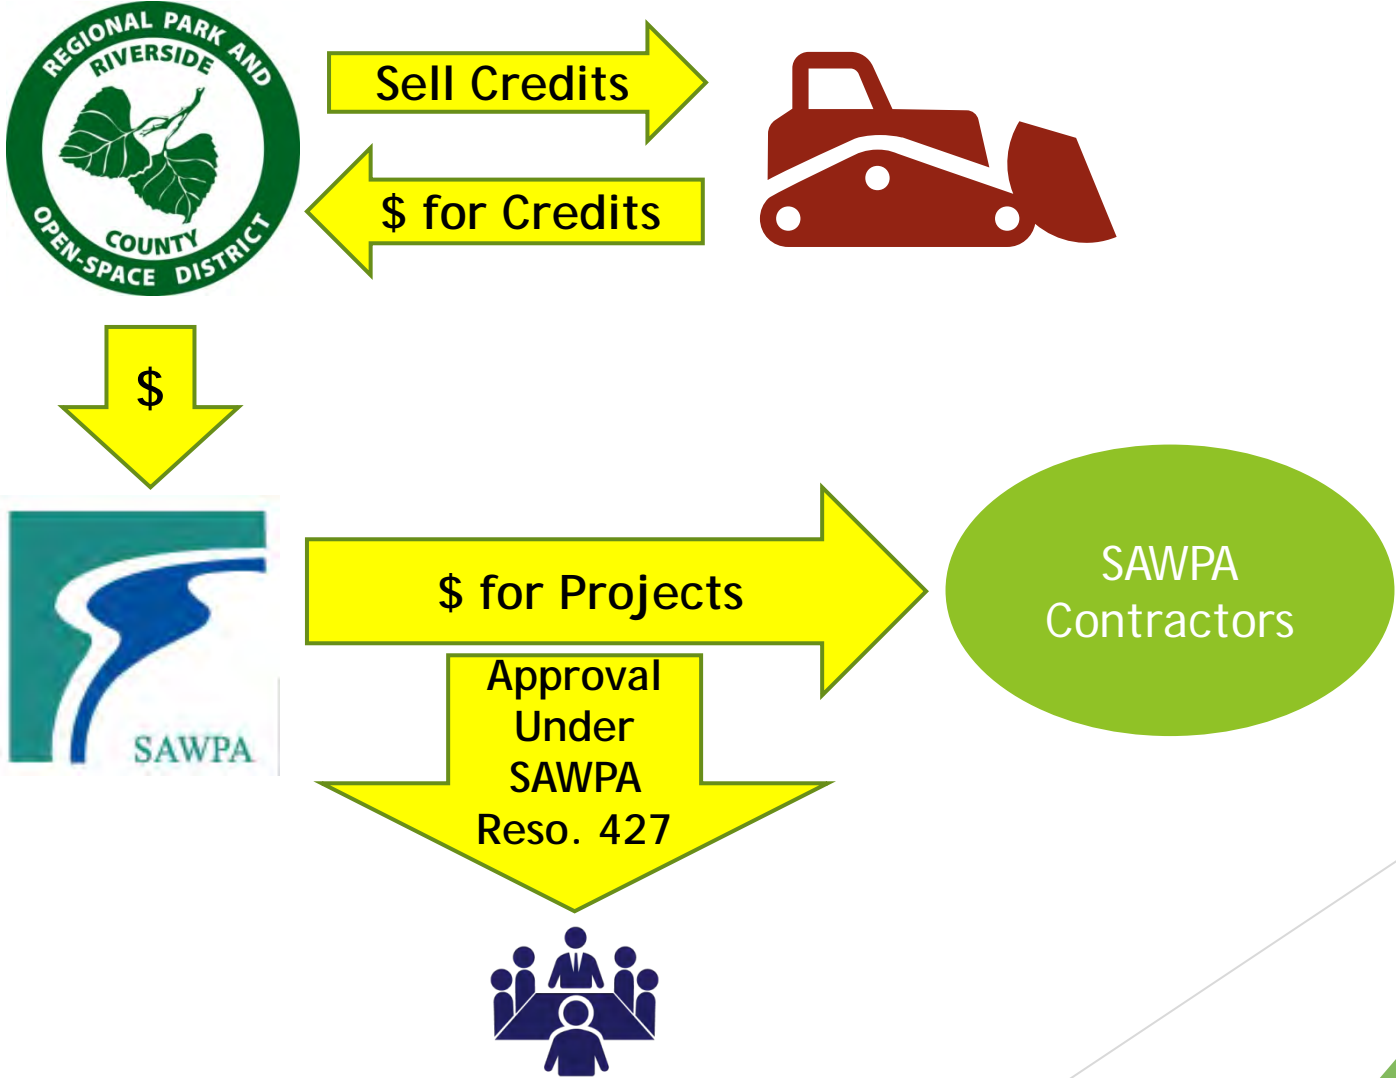 REGIONAL PARK AND
RIVERSIDE
COUNTY
OPEN-SPACE DISTRICT
Sell Credits
$ for Credits
$
SAWPA
$ for Projects
SAWPA
Contractors
Approval
Under
SAWPA
Reso. 427